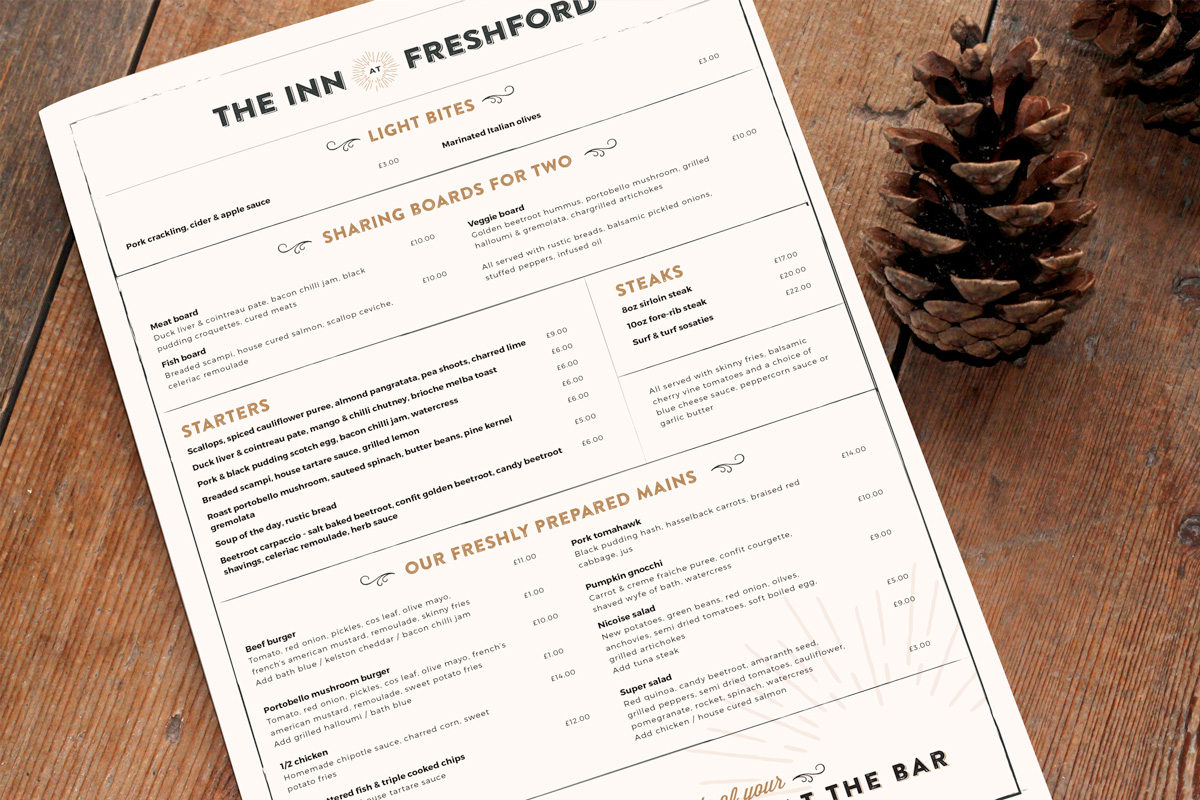 THE INN AT FRESHFORD
LIGHT BITES
Pork crackling, cider & apple sauce £3.00
Marinated Italian olives £3.00
SHARING BOARDS FOR TWO
Meat board £10.00
Duck liver & cointreau pate, bacon chilli jam, black
pudding croquettes, cured meats
Fish board £10.00
Breaded scampi, house cured salmon, scallop ceviche,
celeriac remoulade
Veggie board £10.00
Golden beetroot hummus, portobello mushroom, grilled
halloumi & gremolata, chargrilled artichokes
All served with rustic breads, balsamic pickled onions,
stuffed peppers, infused oil
STARTERS
Scallops, spiced cauliflower puree, almond pangratata, pea shoots, charred lime £9.00
Duck liver & cointreau pate, mango & chilli chutney, brioche melba toast £6.00
Pork & black pudding scotch egg, bacon chilli jam, watercress £6.00
Breaded scampi, house tartare sauce, grilled lemon £6.00
Roast portobello mushroom, sauteed spinach, butter beans, pine kernel £6.00
gremolata
Soup of the day, rustic bread £5.00
Beetroot carpaccio - salt baked beetroot, confit golden beetroot, candy beetroot £6.00
shavings, celeriac remoulade, herb sauce
STEAKS
8oz sirloin steak £17.00
10oz fore-rib steak £20.00
Surf & turf sosaties £22.00
All served with skinny fries, balsamic
cherry vine tomatoes and a choice of
blue cheese sauce, peppercorn sauce or
garlic butter
OUR FRESHLY PREPARED MAINS
Beef burger £11.00
Tomato, red onion, pickles, cos leaf, olive mayo,
french's american mustard, remoulade, skinny fries
Add bath blue / kelston cheddar / bacon chilli jam £1.00
Portobello mushroom burger £10.00
Tomato, red onion, pickles, cos leaf, olive mayo, french's
american mustard, remoulade, sweet potato fries
Add grilled halloumi / bath blue £1.00
1/2 chicken £14.00
Homemade chipotle sauce, charred corn, sweet
potato fries
ttered fish & triple cooked chips £12.00
house tartare sauce
Pork tomahawk £14.00
Black pudding hash, hasselback carrots, braised red
cabbage, jus
Pumpkin gnocchi £10.00
Carrot & creme fraiche puree, confit courgette,
shaved wyfe of bath, watercress
Nicoise salad £9.00
New potatoes, green beans, red onion, oilves,
anchovies, semi dried tomatoes, soft boiled egg,
grilled artichokes
Add tuna steak £5.00
Super salad £9.00
Red quinoa, candy beetroot, amaranth seed,
grilled peppers, semi dried tomatoes, cauliflower,
pomegranate, rocket, spinach, watercress
Add chicken / house cured salmon £3.00
of your
AT THE BAR